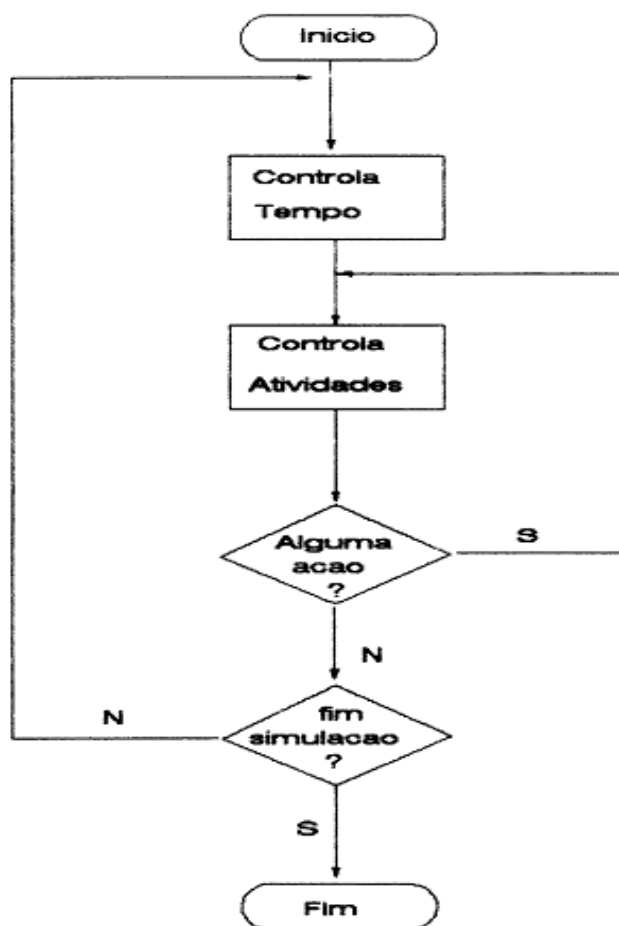 Inicio
Controla
Tempo
Controla
Atividades
Alguma
acao
?
S
N
fim
simulacao
?
N
S
Fim